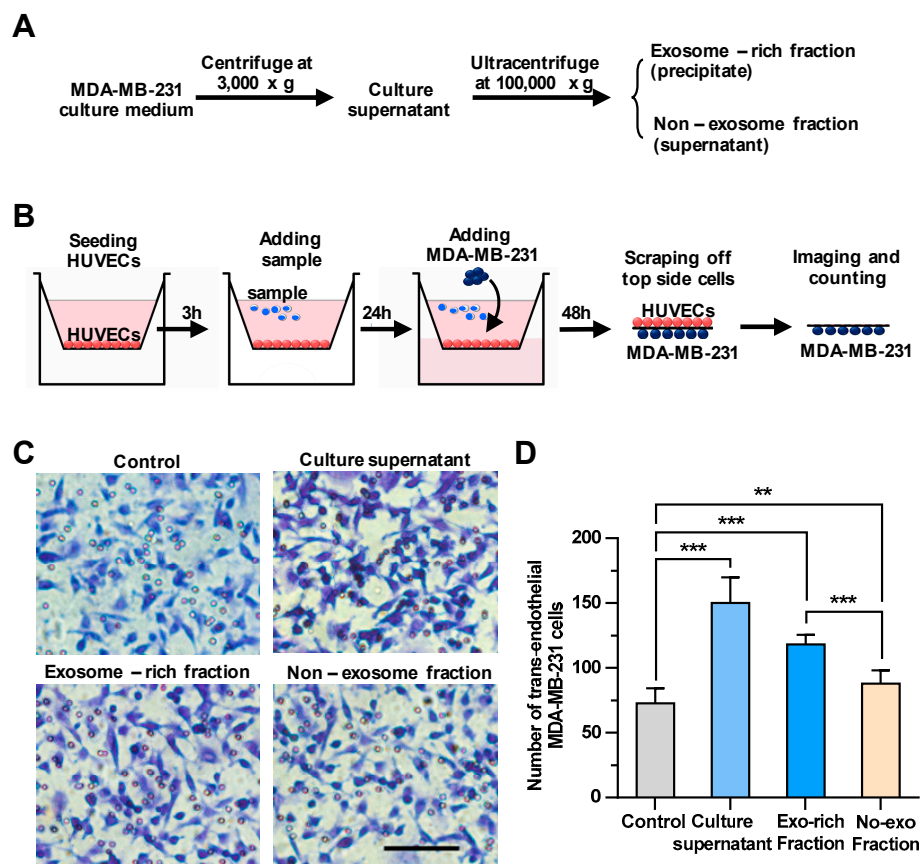 A
MDA-MB-231
culture medium
Centrifuge at
3,000 x g
Culture
supernatant
Ultracentrifuge
at 100,000 x g
Exosome – rich fraction
(precipitate)
Non – exosome fraction
(supernatant)
B
Seeding
HUVECs
HUVECs
3h
Adding
sample
sample
24h
Adding
MDA-MB-231
48h
Scraping off
top side cells
HUVECs
MDA-MB-231
Imaging and
counting
MDA-MB-231
C
Control
Culture supernatant
Exosome – rich fraction
Non – exosome fraction
D
Number of trans-endothelial
MDA-MB-231 cells
200
150
100
50
0
**
***
***
***
Control
Culture
supernatant
Exo-rich
Fraction
No-exo
Fraction